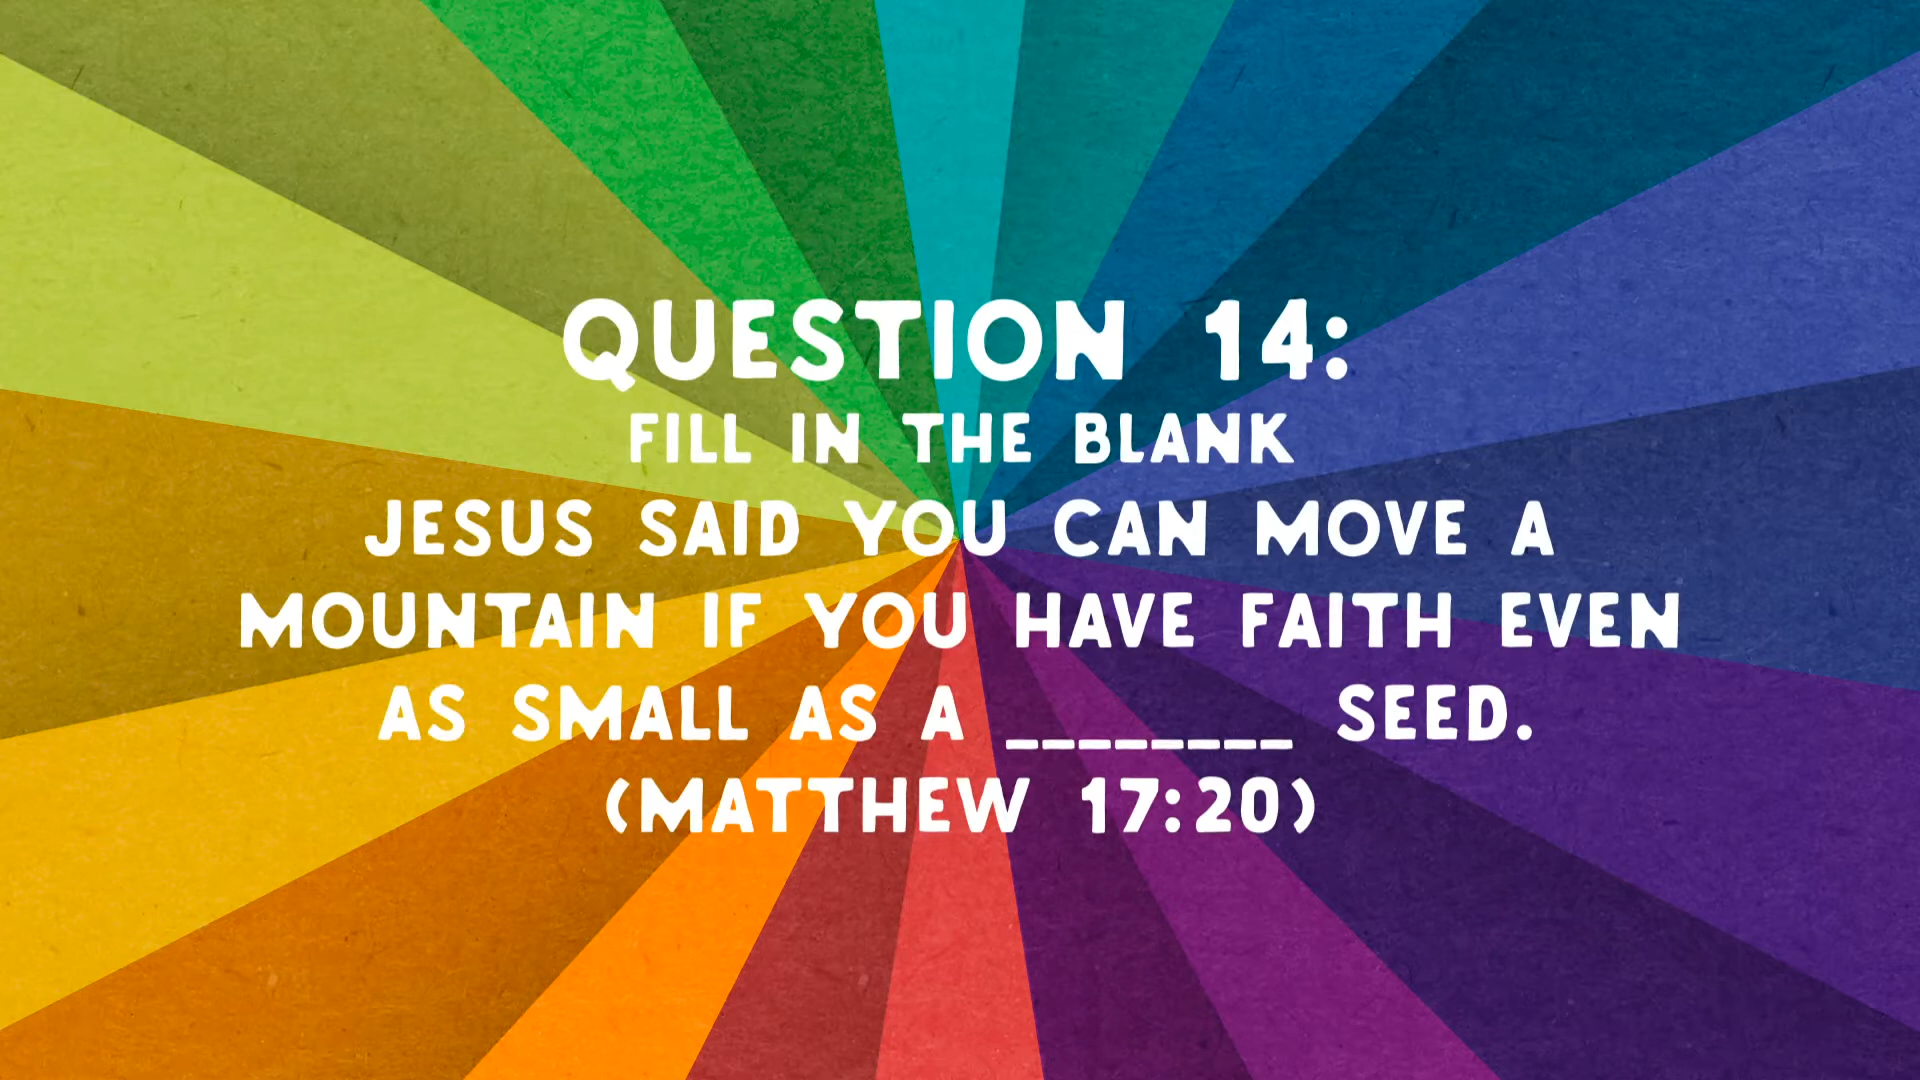 QUESTION 14:
FILL IN THE BLANK
JESUS SAID YOU CAN MOVE A
MOUNTAIN IF YOU HAVE FAITH EVEN
AS SMALL AS A ________ SEED.
(MATTHEW 17:20)